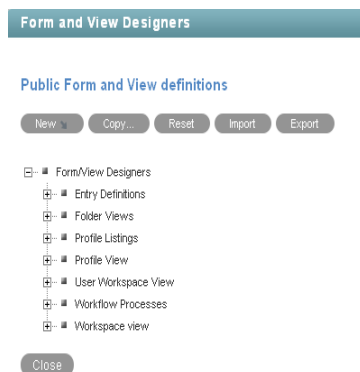 Form and View Designers
Public Form and View definitions
New Copy... Reset Import Export
Form/View Designers
Entry Definitions
Folder Views
Profile Listings
Profile View
User Workspace View
Workflow Processes
Workspace view
Close